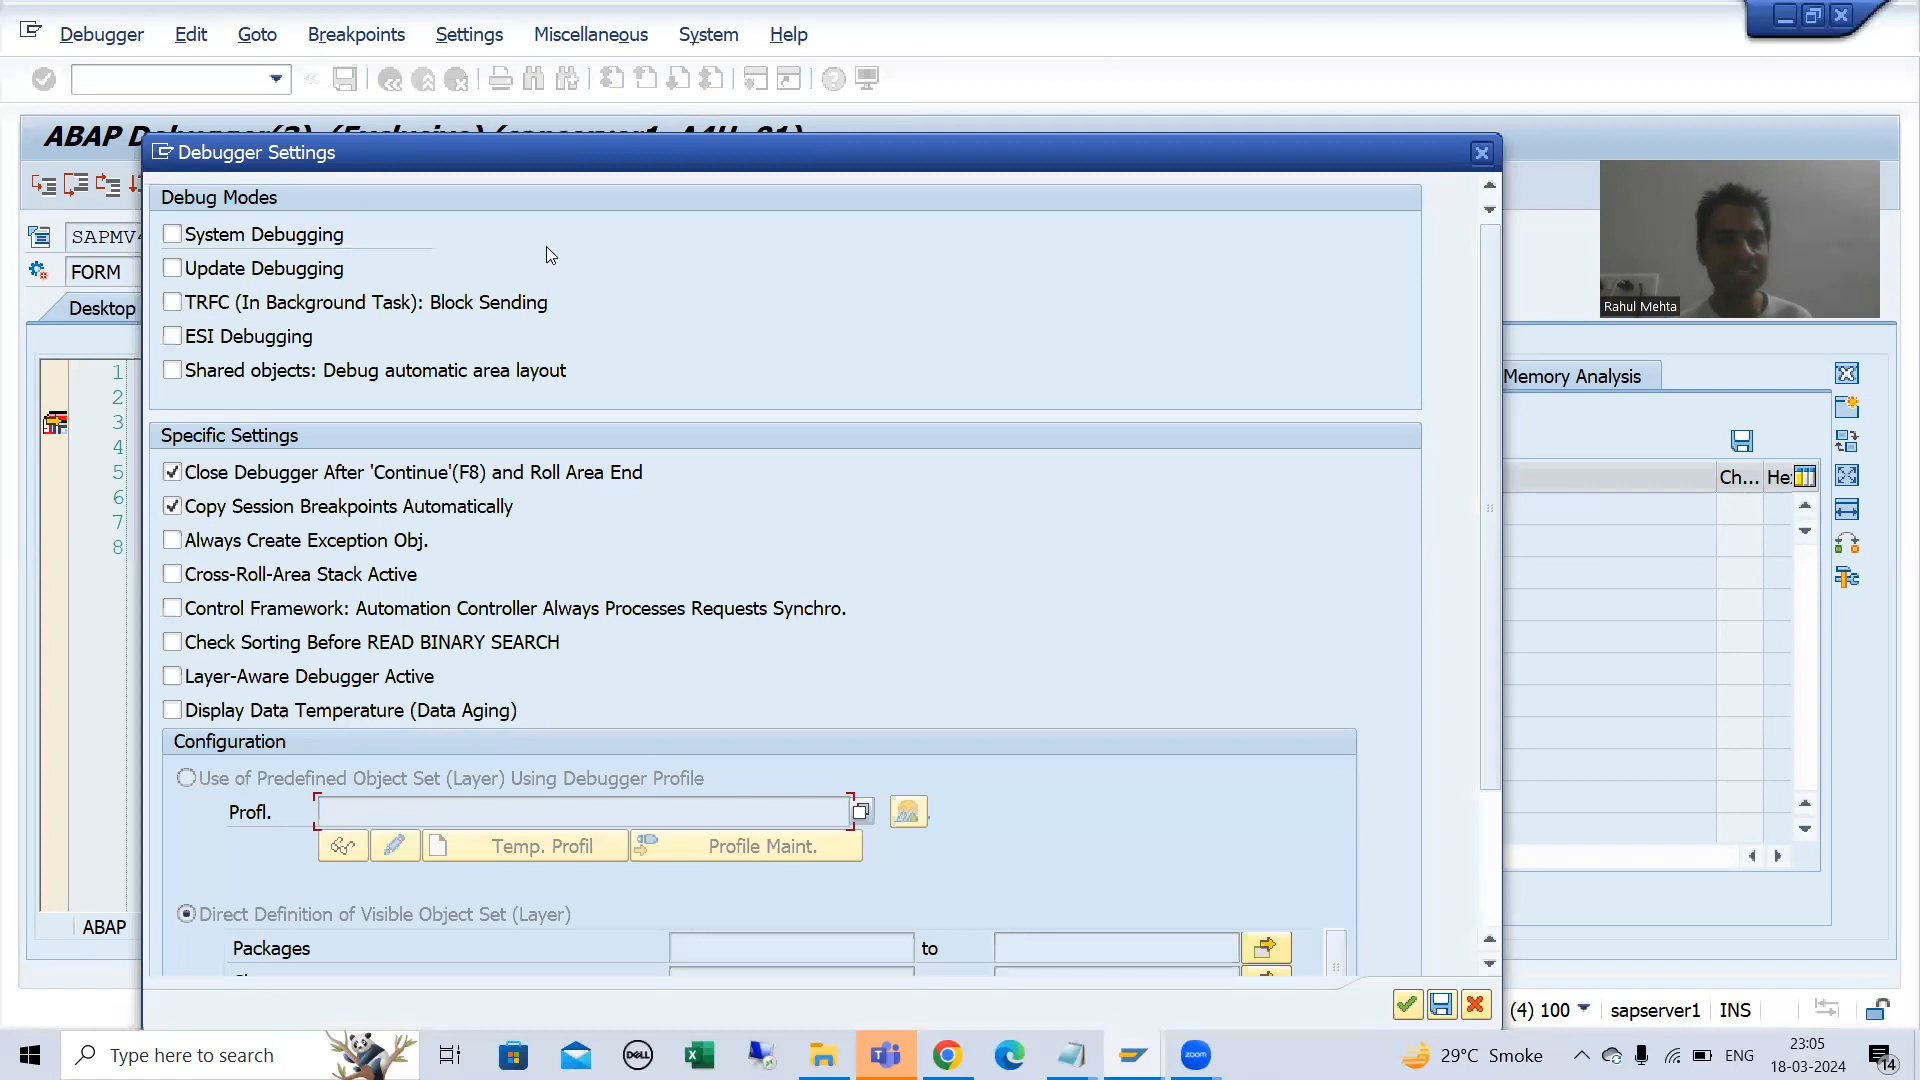 Debugger Edit Goto Breakpoints Settings Miscellaneous System Help
ABAP
Debugger Settings
Debug Modes
System Debugging
Update Debugging
TRFC (In Background Task): Block Sending
ESI Debugging
Shared objects: Debug automatic area layout
Rahul Mehta
SAPMV4
FORM
Desktop
1
2
3
4
5
6
7
8
ABAP
Specific Settings
Close Debugger After 'Continue'(F8) and Roll Area End
Copy Session Breakpoints Automatically
Always Create Exception Obj.
Cross-Roll-Area Stack Active
Control Framework: Automation Controller Always Processes Requests Synchro.
Check Sorting Before READ BINARY SEARCH
Layer-Aware Debugger Active
Display Data Temperature (Data Aging)
Configuration
Use of Predefined Object Set (Layer) Using Debugger Profile
Profl.
Temp. Profil Profile Maint.
Direct Definition of Visible Object Set (Layer)
Packages to
Memory Analysis
Ch... He
(4) 100 sapserver1 INS
Type here to search
DELL
zoom
29°C Smoke
ENG
23:05
18-03-2024
14